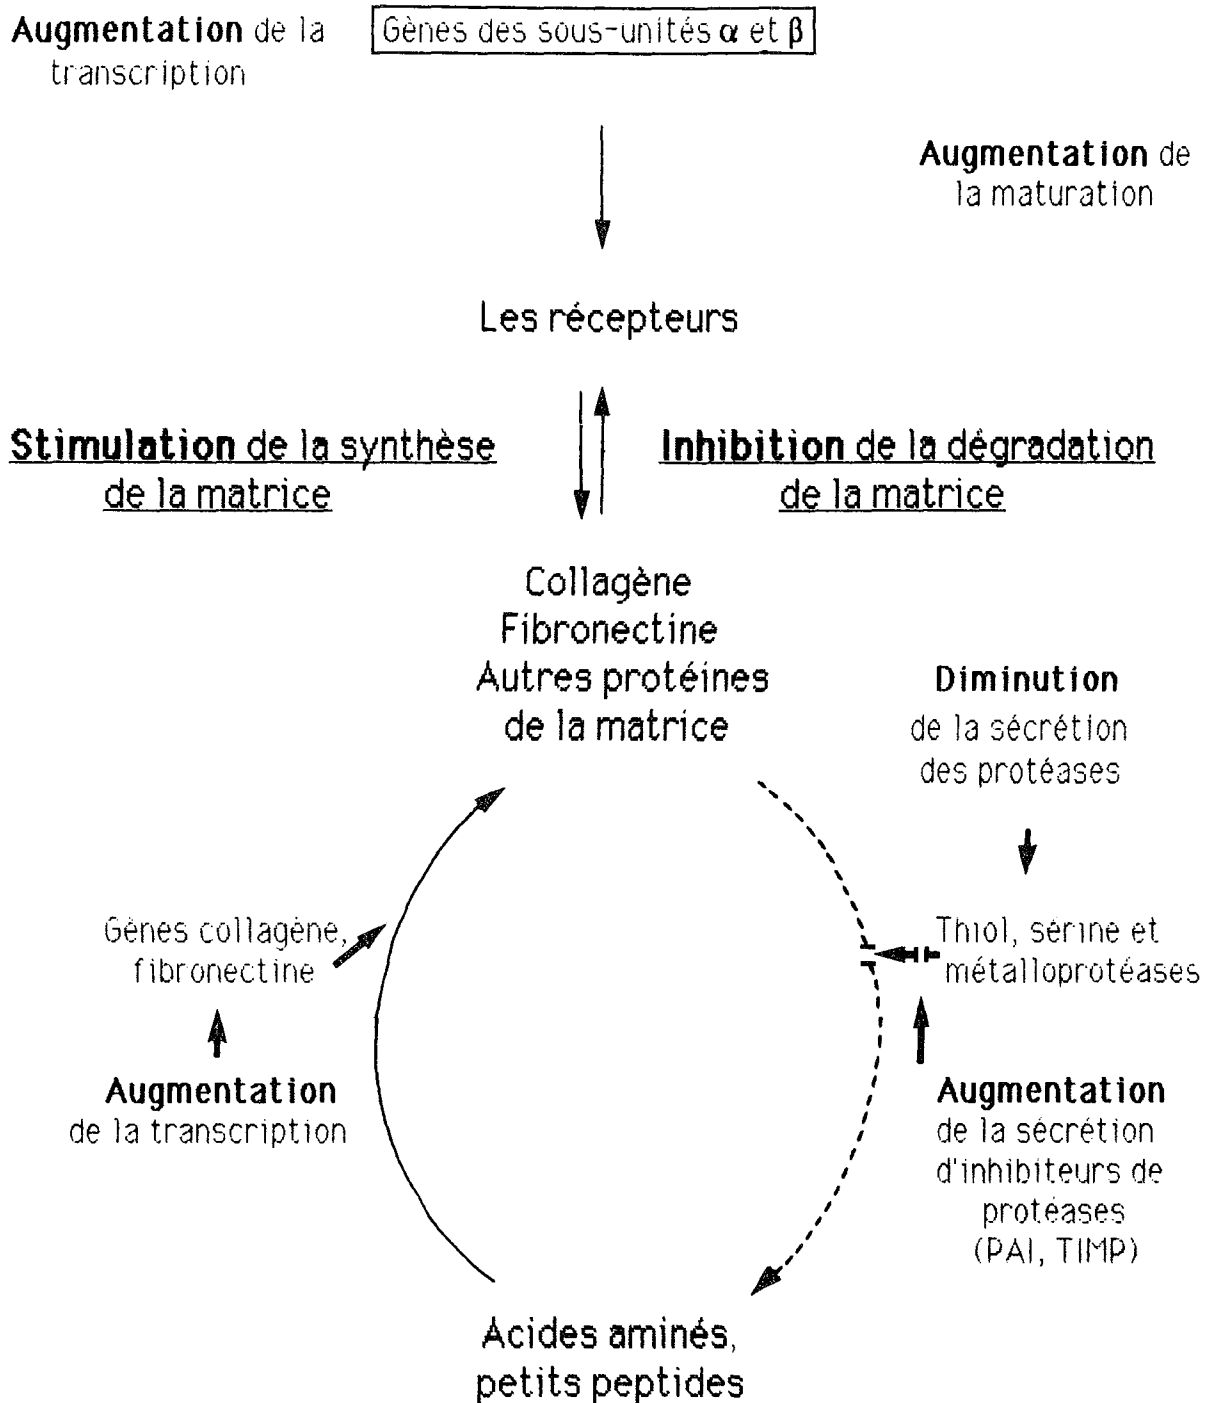 Augmentation de la
transcription
Gènes des sous-unités α et β
Augmentation de
la maturation
Les récepteurs
Stimulation de la synthèse
de la matrice
Inhibition de la dégradation
de la matrice
Collagène
Fibronectine
Autres protéines
de la matrice
Diminution
de la sécrétion
des protéases
Gènes collagène,
fibronectine
Thiol, sérine et
métalloprotéases
Augmentation
de la transcription
Augmentation
de la sécrétion
d'inhibiteurs de
protéases
(PAI, TIMP)
Acides aminés,
petits peptides